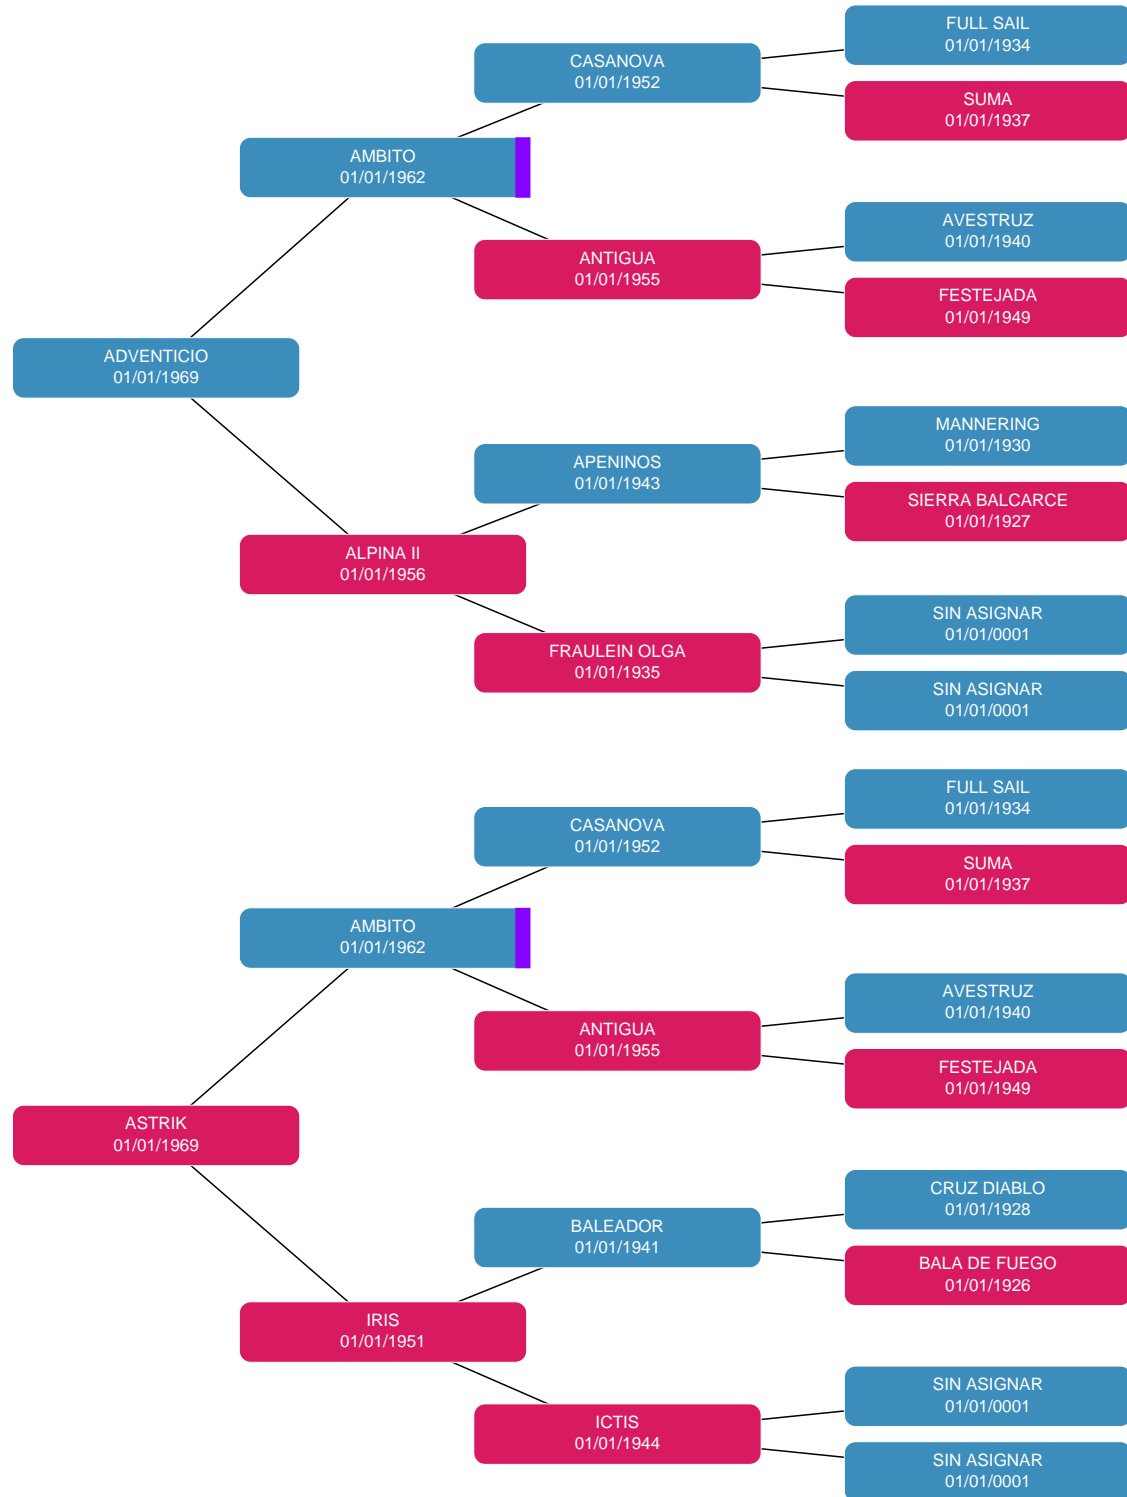 FULL SAIL
01/01/1934
CASANOVA
01/01/1952
SUMA
01/01/1937
AMBITO
01/01/1962
AVESTRUZ
01/01/1940
ANTIGUA
01/01/1955
FESTEJADA
01/01/1949
ADVENTICIO
01/01/1969
MANNERING
01/01/1930
APENINOS
01/01/1943
SIERRA BALCARCE
01/01/1927
ALPINA II
01/01/1956
SIN ASIGNAR
01/01/0001
FRAULEIN OLGA
01/01/1935
SIN ASIGNAR
01/01/0001
FULL SAIL
01/01/1934
CASANOVA
01/01/1952
SUMA
01/01/1937
AMBITO
01/01/1962
AVESTRUZ
01/01/1940
ANTIGUA
01/01/1955
FESTEJADA
01/01/1949
ASTRIK
01/01/1969
CRUZ DIABLO
01/01/1928
BALEADOR
01/01/1941
BALA DE FUEGO
01/01/1926
IRIS
01/01/1951
SIN ASIGNAR
01/01/0001
ICTIS
01/01/1944
SIN ASIGNAR
01/01/0001